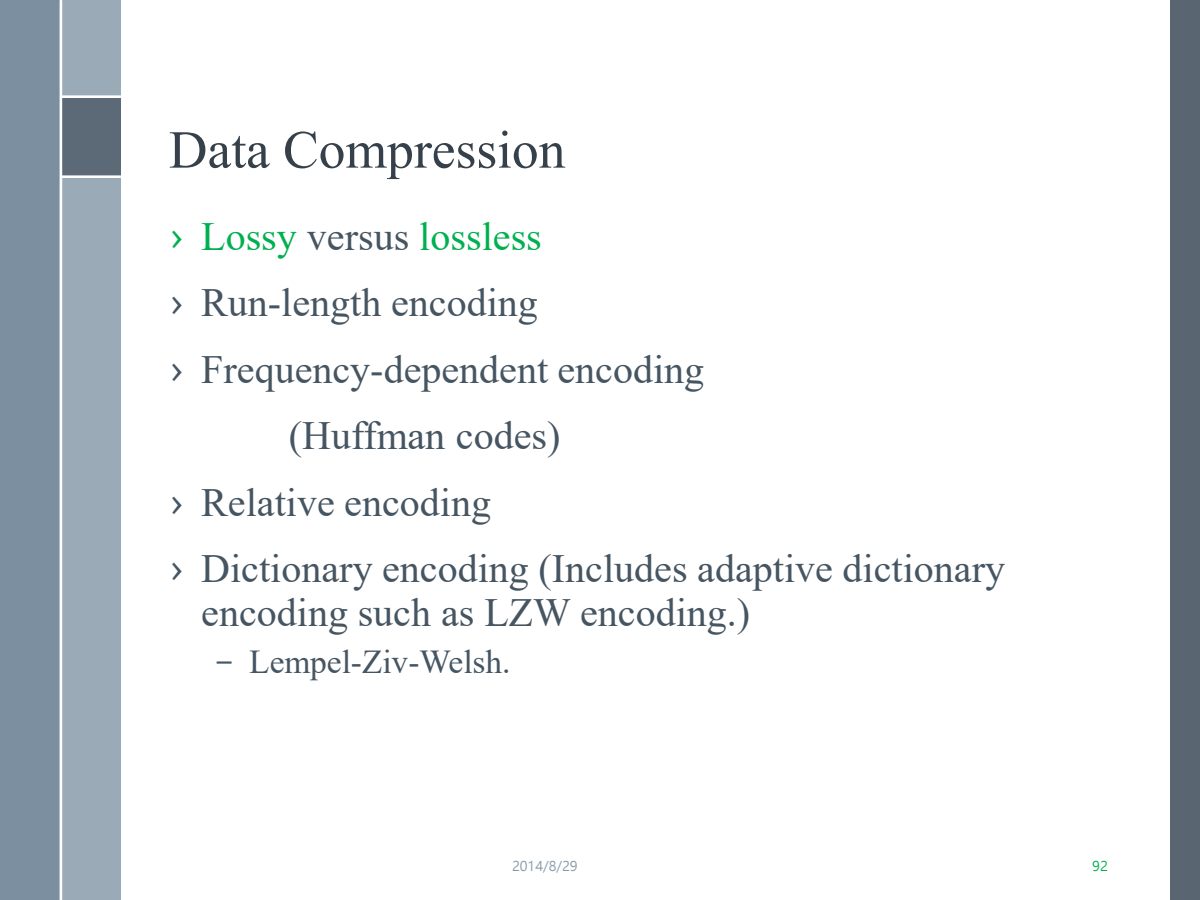 Data Compression
› Lossy versus lossless
› Run-length encoding
› Frequency-dependent encoding
(Huffman codes)
› Relative encoding
› Dictionary encoding (Includes adaptive dictionary
encoding such as LZW encoding.)
– Lempel-Ziv-Welsh.
2014/8/29
92